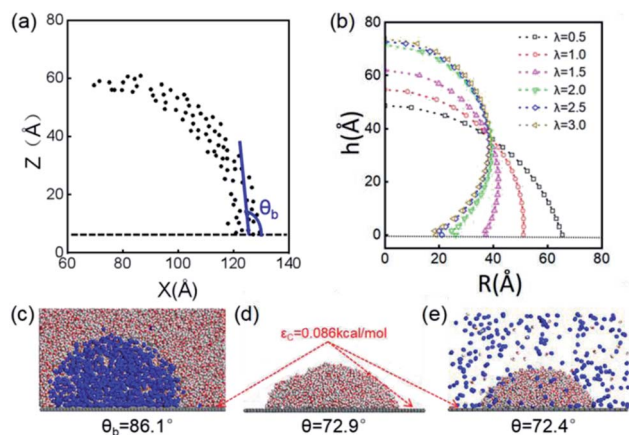 (a)
80
60
40
20
0
60 80 100 120 140
Z (Å)
X(Å)
θb
(b)
80
60
40
20
0
0 20 40 60 80
h(Å)
R(Å)
λ=0.5
λ=1.0
λ=1.5
λ=2.0
λ=2.5
λ=3.0
(c)
(d)
(e)
εC=0.086kcal/mol
θb=86.1°
θ=72.9°
θ=72.4°